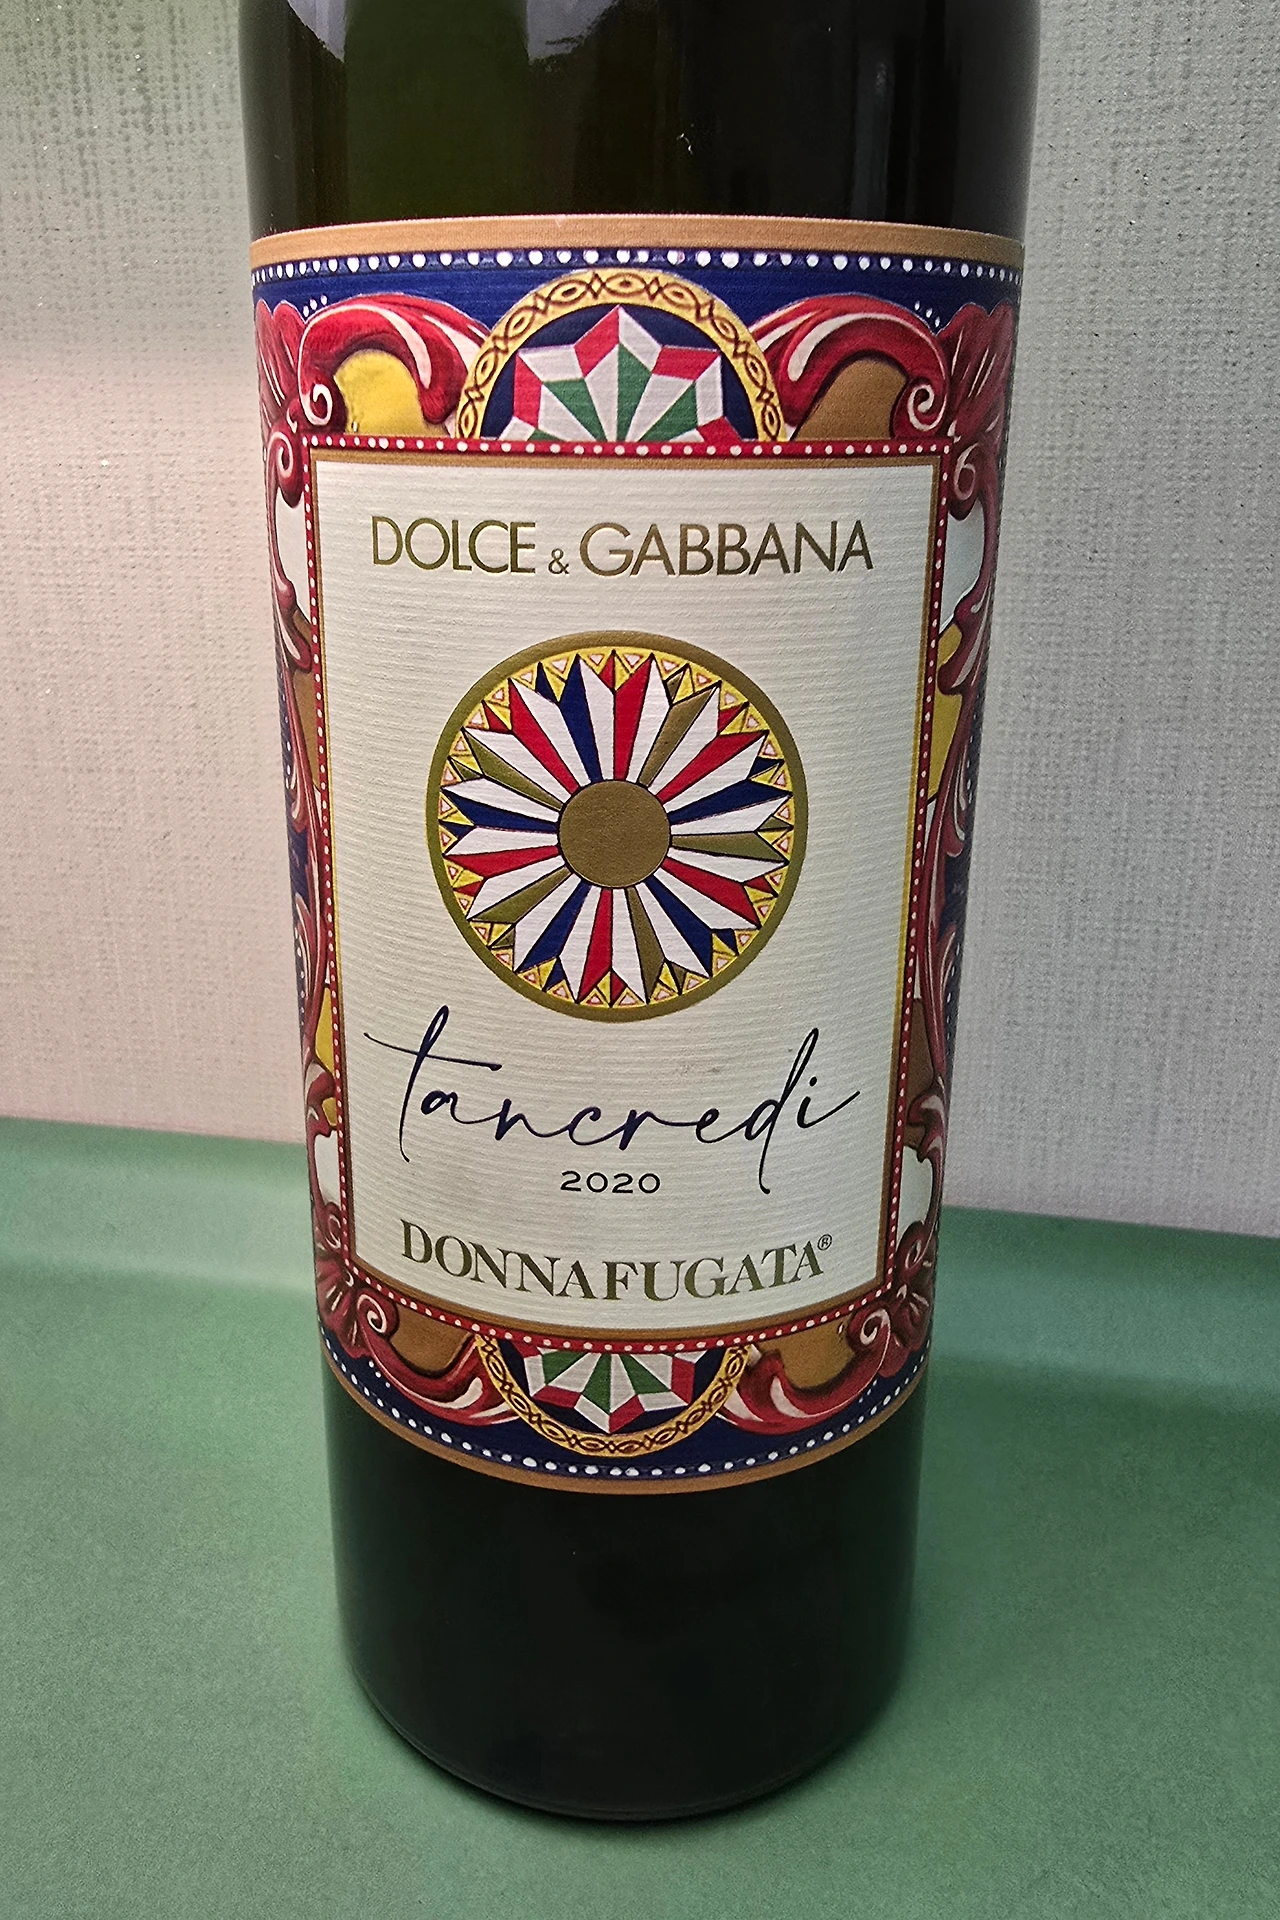 DOLCE & GABBANA
tancredi
2020
DONNAFUGATA®